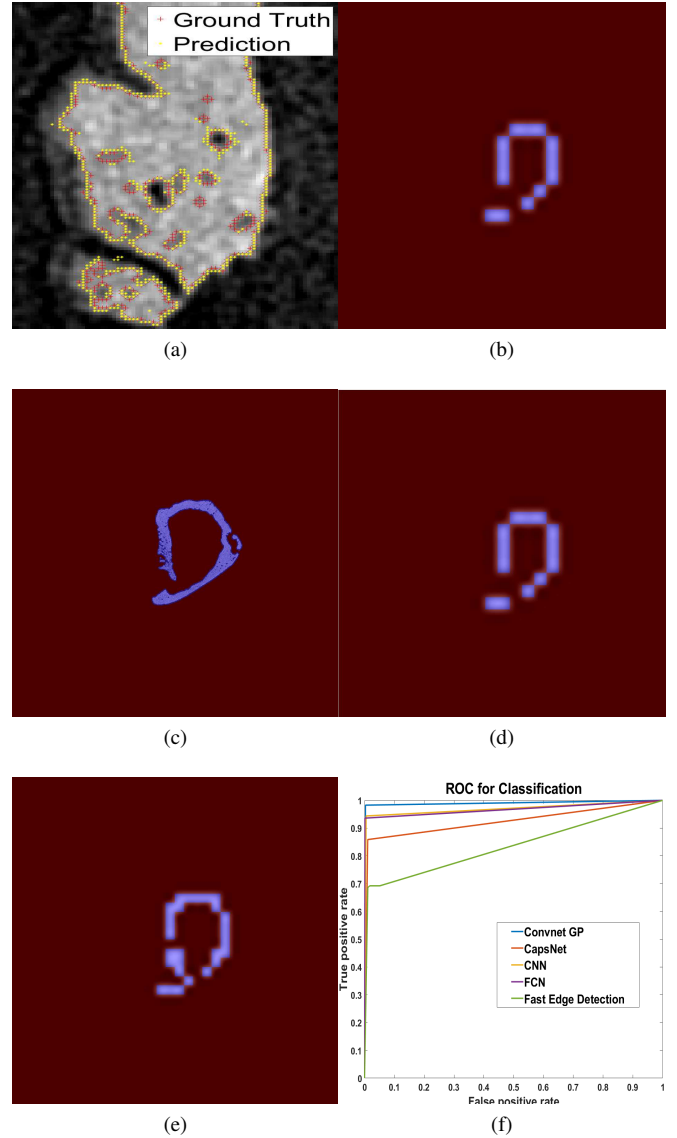 Ground Truth
Prediction
(a)
(b)
(c)
(d)
(e)
ROC for Classification
True positive rate
1
0.9
0.8
0.7
0.6
0.5
0.4
0.3
0.2
0.1
0
Convnet GP
CapsNet
CNN
FCN
Fast Edge Detection
0 0.1 0.2 0.3 0.4 0.5 0.6 0.7 0.8 0.9 1
False positive rate
(f)